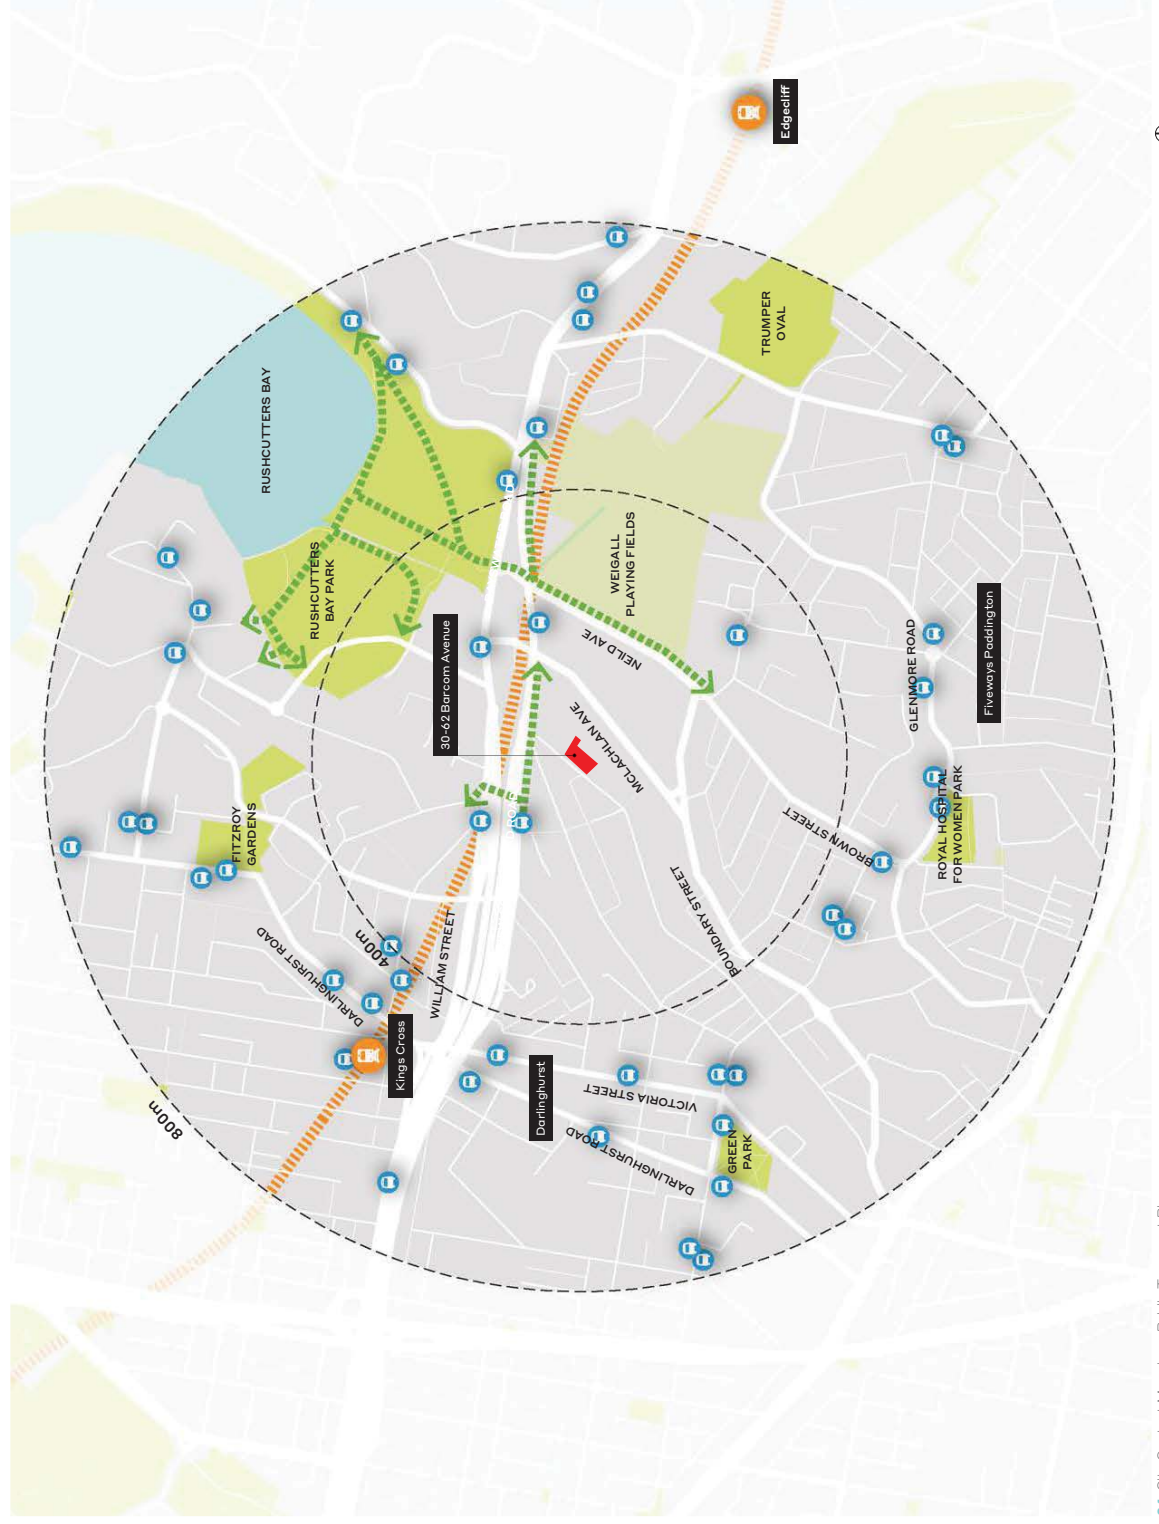 Edgecliff
RUSHCUTTERS BAY
TRUMPER
OVAL
RUSHCUTTERS
BAY PARK
WEIGALL
PLAYING FIELDS
30-62 Barcom Avenue
NEILD AVE
MCLACHLAN AVE
GLENMORE ROAD
Fiveways Paddington
FITZROY
GARDENS
ROAD
BROWN STREET
ROYAL HOSPITAL
FOR WOMEN PARK
BOUNDARY STREET
400m
WILLIAM STREET
DARLINGHURST ROAD
Kings Cross
800m
Darlinghurst
VICTORIA STREET
DARLINGHURST ROAD
GREEN
PARK